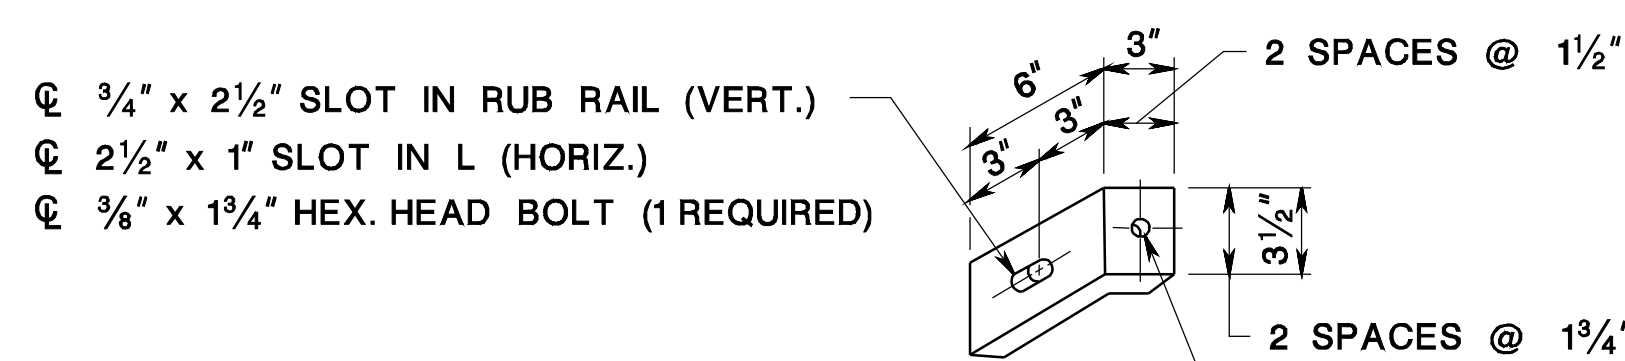 3"
2 SPACES @ 1½"
6"
℄ ¾" x 2½" SLOT IN RUB RAIL (VERT.)
3"
℄ 2½" x 1" SLOT IN L (HORIZ.)
3"
℄ ⅜" x 1¾" HEX. HEAD BOLT (1 REQUIRED)
3½"
2 SPACES @ 1¾"